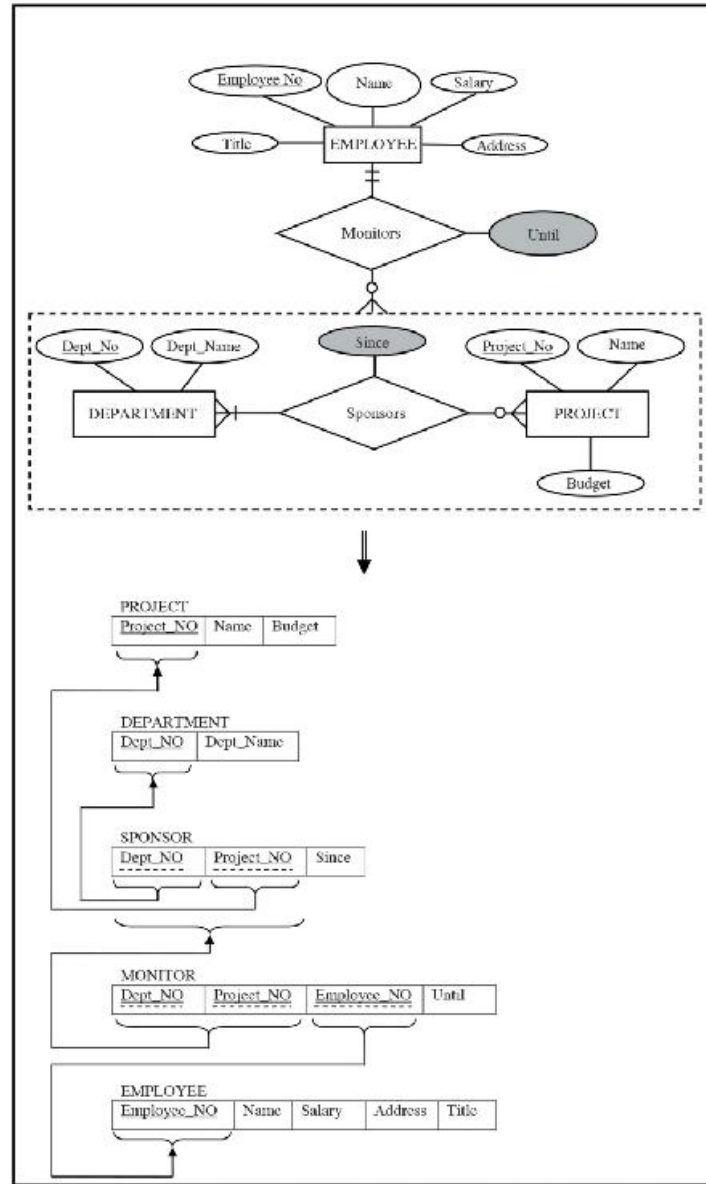 Employee No Name Salary
Title EMPLOYEE Address
Monitors Until
Dept_No Dept_Name Since Project_No Name
DEPARTMENT Sponsors PROJECT
Budget
PROJECT
Project_NO Name Budget
DEPARTMENT
Dept_NO Dept_Name
SPONSOR
Dept_NO Project_NO Since
MONITOR
Dept_NO Project_NO Employee_NO Until
EMPLOYEE
Employee_NO Name Salary Address Title